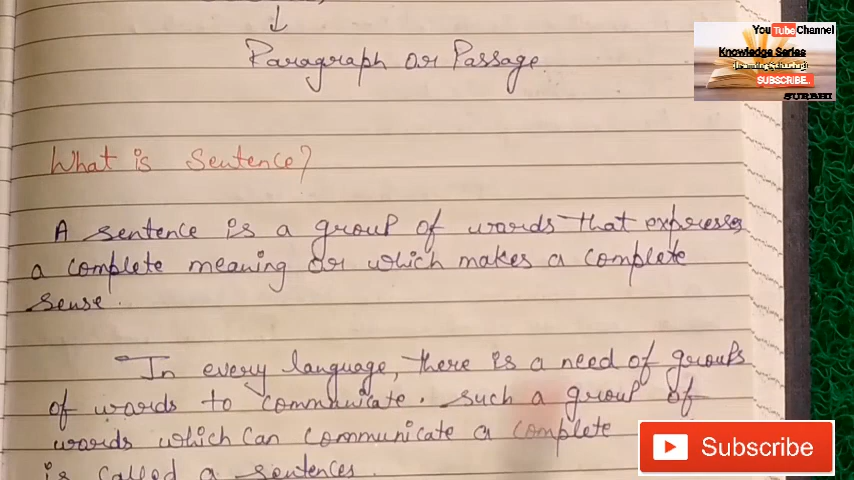 Paragraph or Passage
What is Sentence?
A sentence is a group of words that expresses
a complete meaning or which makes a complete
sense.
In every language, there is a need of groups
of words to communicate. Such a group of
words which can communicate a complete
is called a sentences.
YouTube Channel
Knowledge Series
SUBSCRIBE..
SURABHI
Subscribe